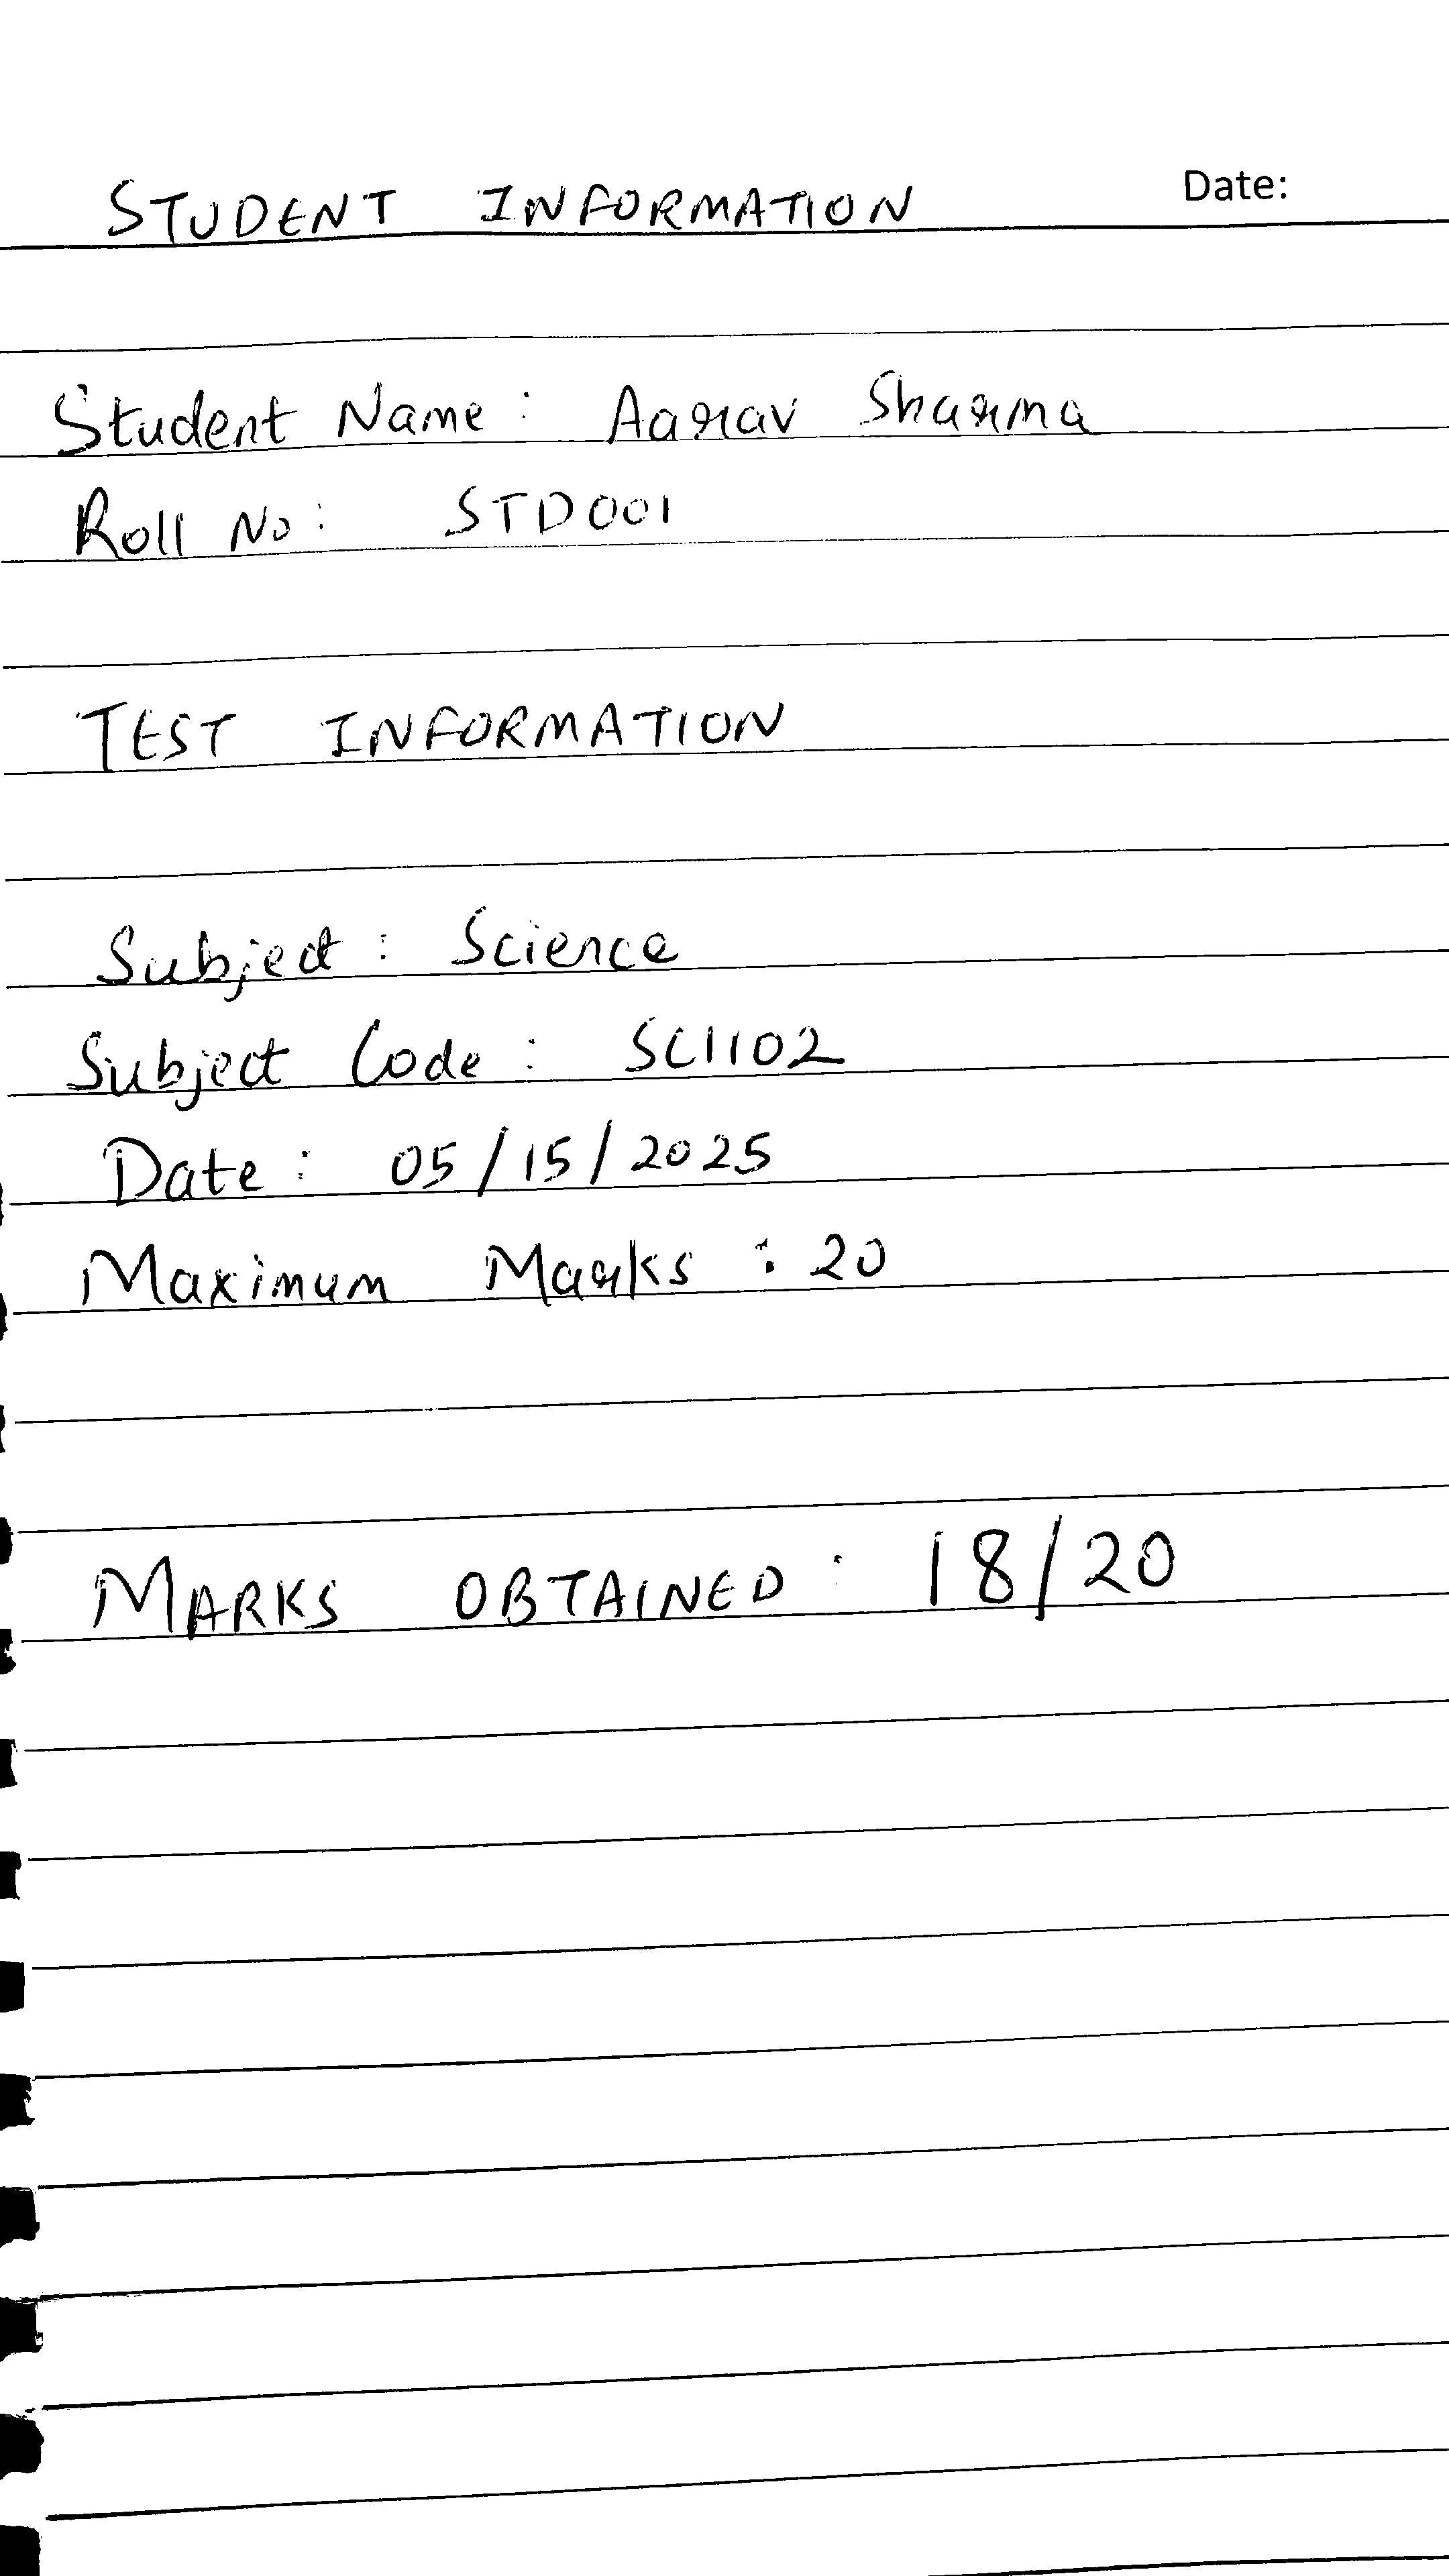 STUDENT INFORMATION Date:
Student Name : Aarav Sharma
Roll No : STD001
TEST INFORMATION
Subject : Science
Subject Code : SCI102
Date : 05/15/2025
Maximum Marks : 20
MARKS OBTAINED : 18/20